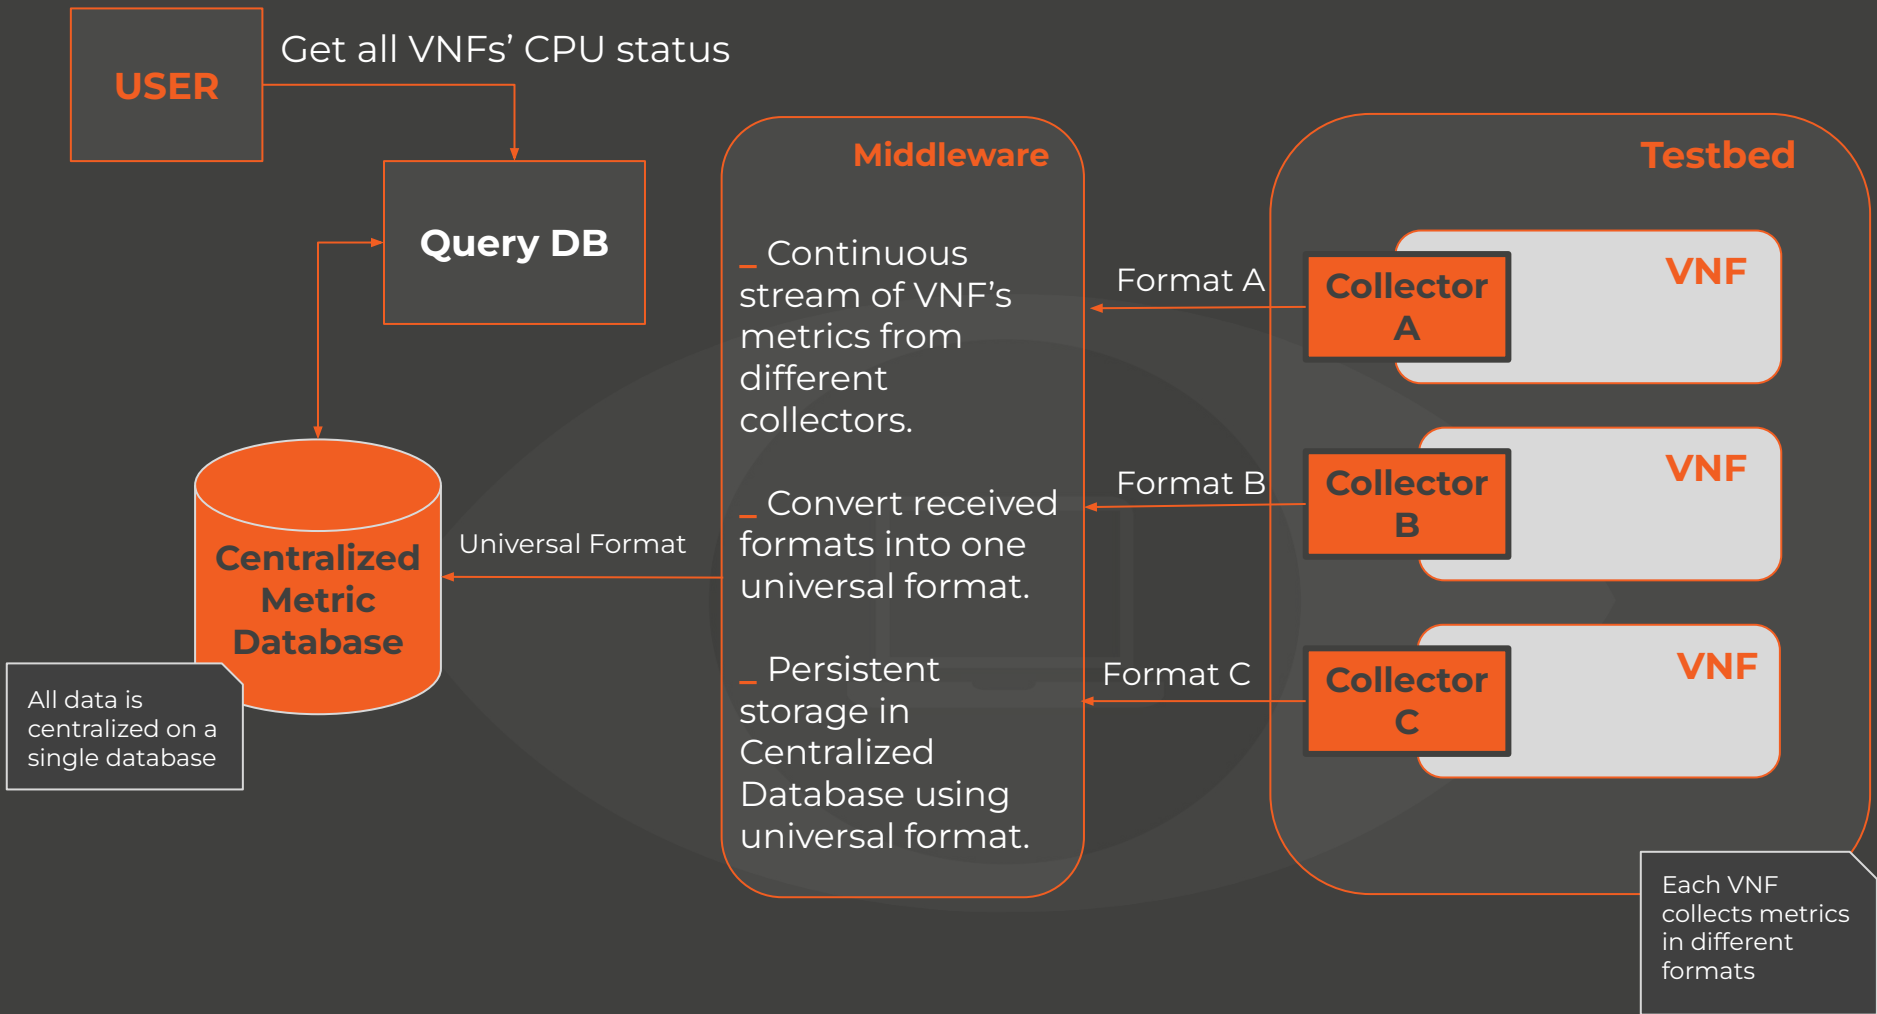 USER
Get all VNFs’ CPU status
Query DB
Centralized
Metric
Database
All data is
centralized on a
single database
Universal Format
Middleware
_ Continuous
stream of VNF’s
metrics from
different
collectors.
_ Convert received
formats into one
universal format.
_ Persistent
storage in
Centralized
Database using
universal format.
Format A
Format B
Format C
Testbed
Collector
A
VNF
Collector
B
VNF
Collector
C
VNF
Each VNF
collects metrics
in different
formats